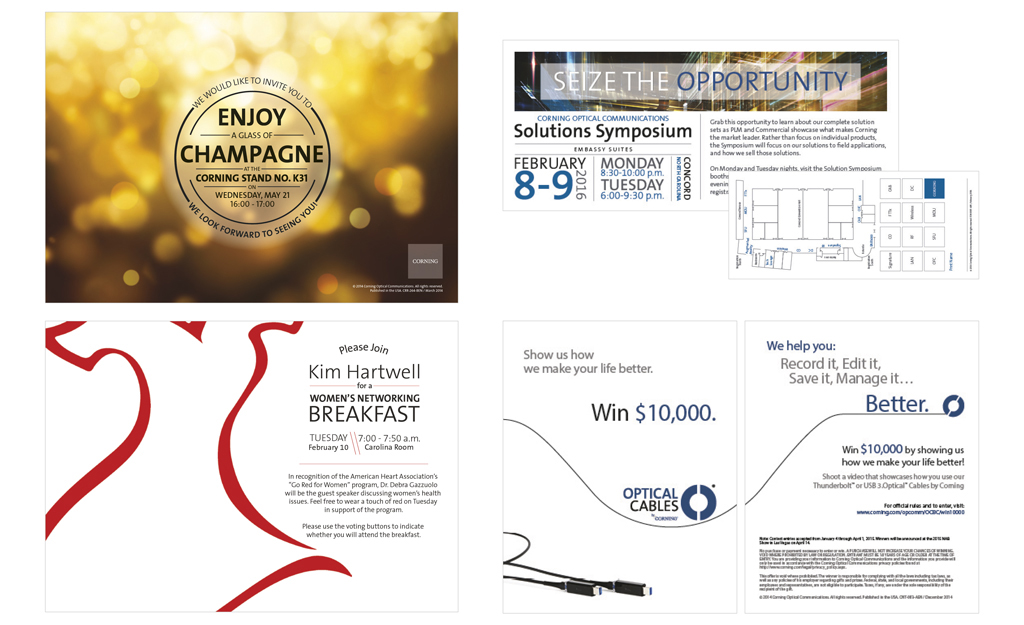 WE WOULD LIKE TO INVITE YOU TO
ENJOY
A GLASS OF
CHAMPAGNE
AT THE
CORNING STAND NO. K31
ON
WEDNESDAY, MAY 21
16:00 - 17:00
WE LOOK FORWARD TO SEEING YOU!
CORNING
SEIZE THE OPPORTUNITY
CORNING OPTICAL COMMUNICATIONS
Solutions Symposium
EMBASSY SUITES
FEBRUARY
8-9
2016
MONDAY
8:30-10:00 p.m.
TUESDAY
6:00-9:30 p.m.
CONCORD
NORTH CAROLINA
Grab this opportunity to learn about our complete solution
sets as PLM and Commercial showcase what makes Corning
the market leader. Rather than focus on individual products,
the Symposium will focus on our solutions to field applications,
and how we sell those solutions.
On Monday and Tuesday nights, visit the Solution Symposium
booths
evenin
registr
Please Join
Kim Hartwell
for a
WOMEN'S NETWORKING
BREAKFAST
TUESDAY
February 10
7:00 - 7:50 a.m.
Carolina Room
In recognition of the American Heart Association's
"Go Red for Women" program, Dr. Debra Gazzuolo
will be the guest speaker discussing women's health
issues. Feel free to wear a touch of red on Tuesday
in support of the program.
Please use the voting buttons to indicate
whether you will attend the breakfast.
Show us how
we make your life better.
Win $10,000.
OPTICAL
CABLES
by CORNING
We help you:
Record it, Edit it,
Save it, Manage it...
Better.
Win $10,000 by showing us
how we make your life better!
Shoot a video that showcases how you use our
Thunderbolt™ or USB 3.Optical™ Cables by Corning
For official rules and to enter, visit:
www.corning.com/opcomm/OCBC/win10000